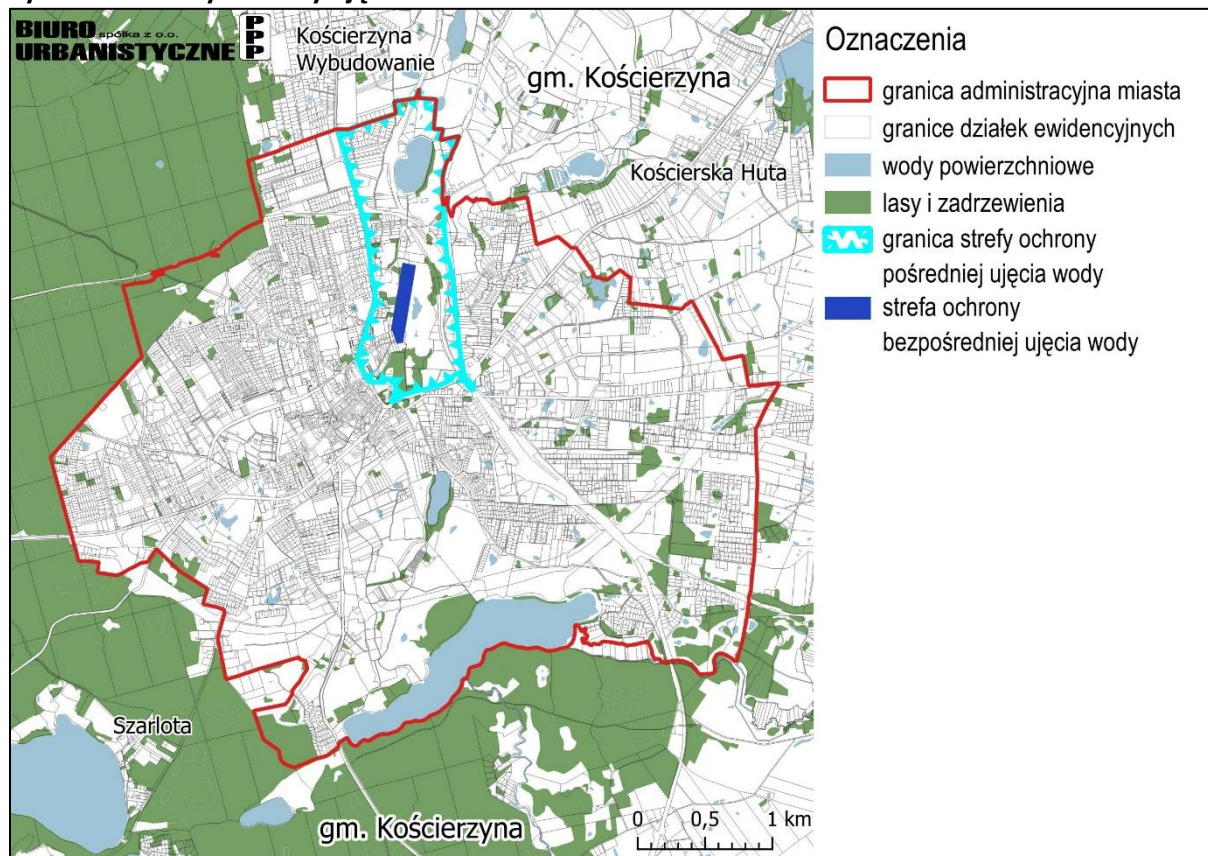 BIURO spółka z o.o.
URBANISTYCZNE
PPP
Kościerzyna
Wybudowanie
gm. Kościerzyna
Kościerska Huta
Szarlota
gm. Kościerzyna
0 0,5 1 km
Oznaczenia
granica administracyjna miasta
granice działek ewidencyjnych
wody powierzchniowe
lasy i zadrzewienia
granica strefy ochrony
pośredniej ujęcia wody
strefa ochrony
bezpośredniej ujęcia wody